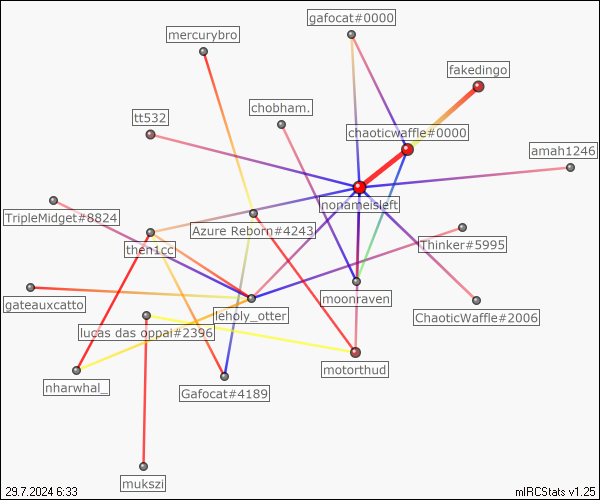 gafocat#0000
mercurybro
fakedingo
chobham.
tt532
chaoticwaffle#0000
amah1246
nonameisleft
TripleMidget#8824
Azure Reborn#4243
then1cc
Thinker#5995
moonraven
gateauxcatto
leholy_otter
ChaoticWaffle#2006
lucas das oppai#2396
motorthud
nharwhal_
Gafocat#4189
mukszi
29.7.2024 6:33
mIRCStats v1.25